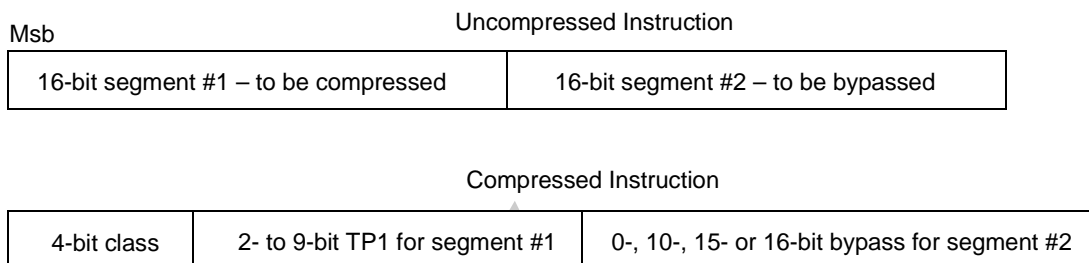 Uncompressed Instruction
Msb
16-bit segment #1 – to be compressed
16-bit segment #2 – to be bypassed
Compressed Instruction
4-bit class
2- to 9-bit TP1 for segment #1
0-, 10-, 15- or 16-bit bypass for segment #2